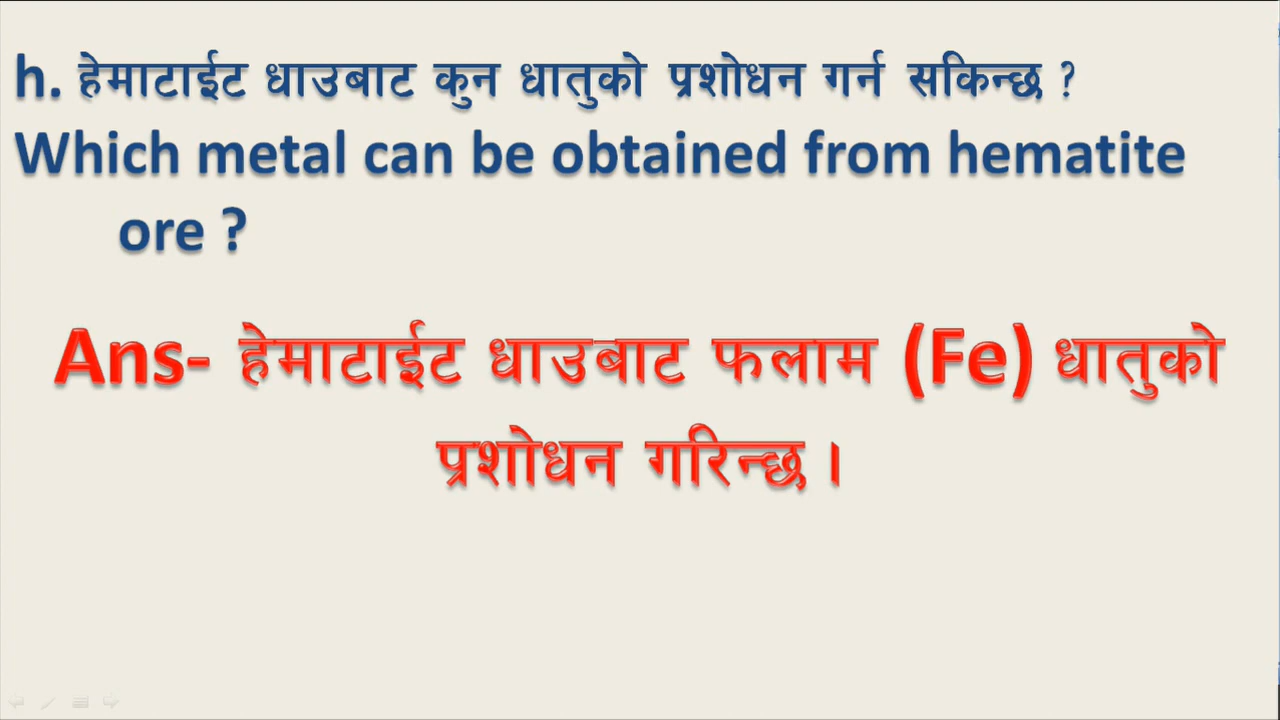 h. हेमाटाईट धाउबाट कुन धातुको प्रशोधन गर्न सकिन्छ ?
Which metal can be obtained from hematite
ore ?
Ans- हेमाटाईट धाउबाट फलाम (Fe) धातुको
प्रशोधन गरिन्छ ।